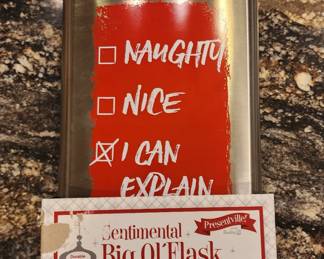 NAUGHTY
NICE
I CAN
EXPLAIN
Sentimental
Presentville
Big Ol' Flask